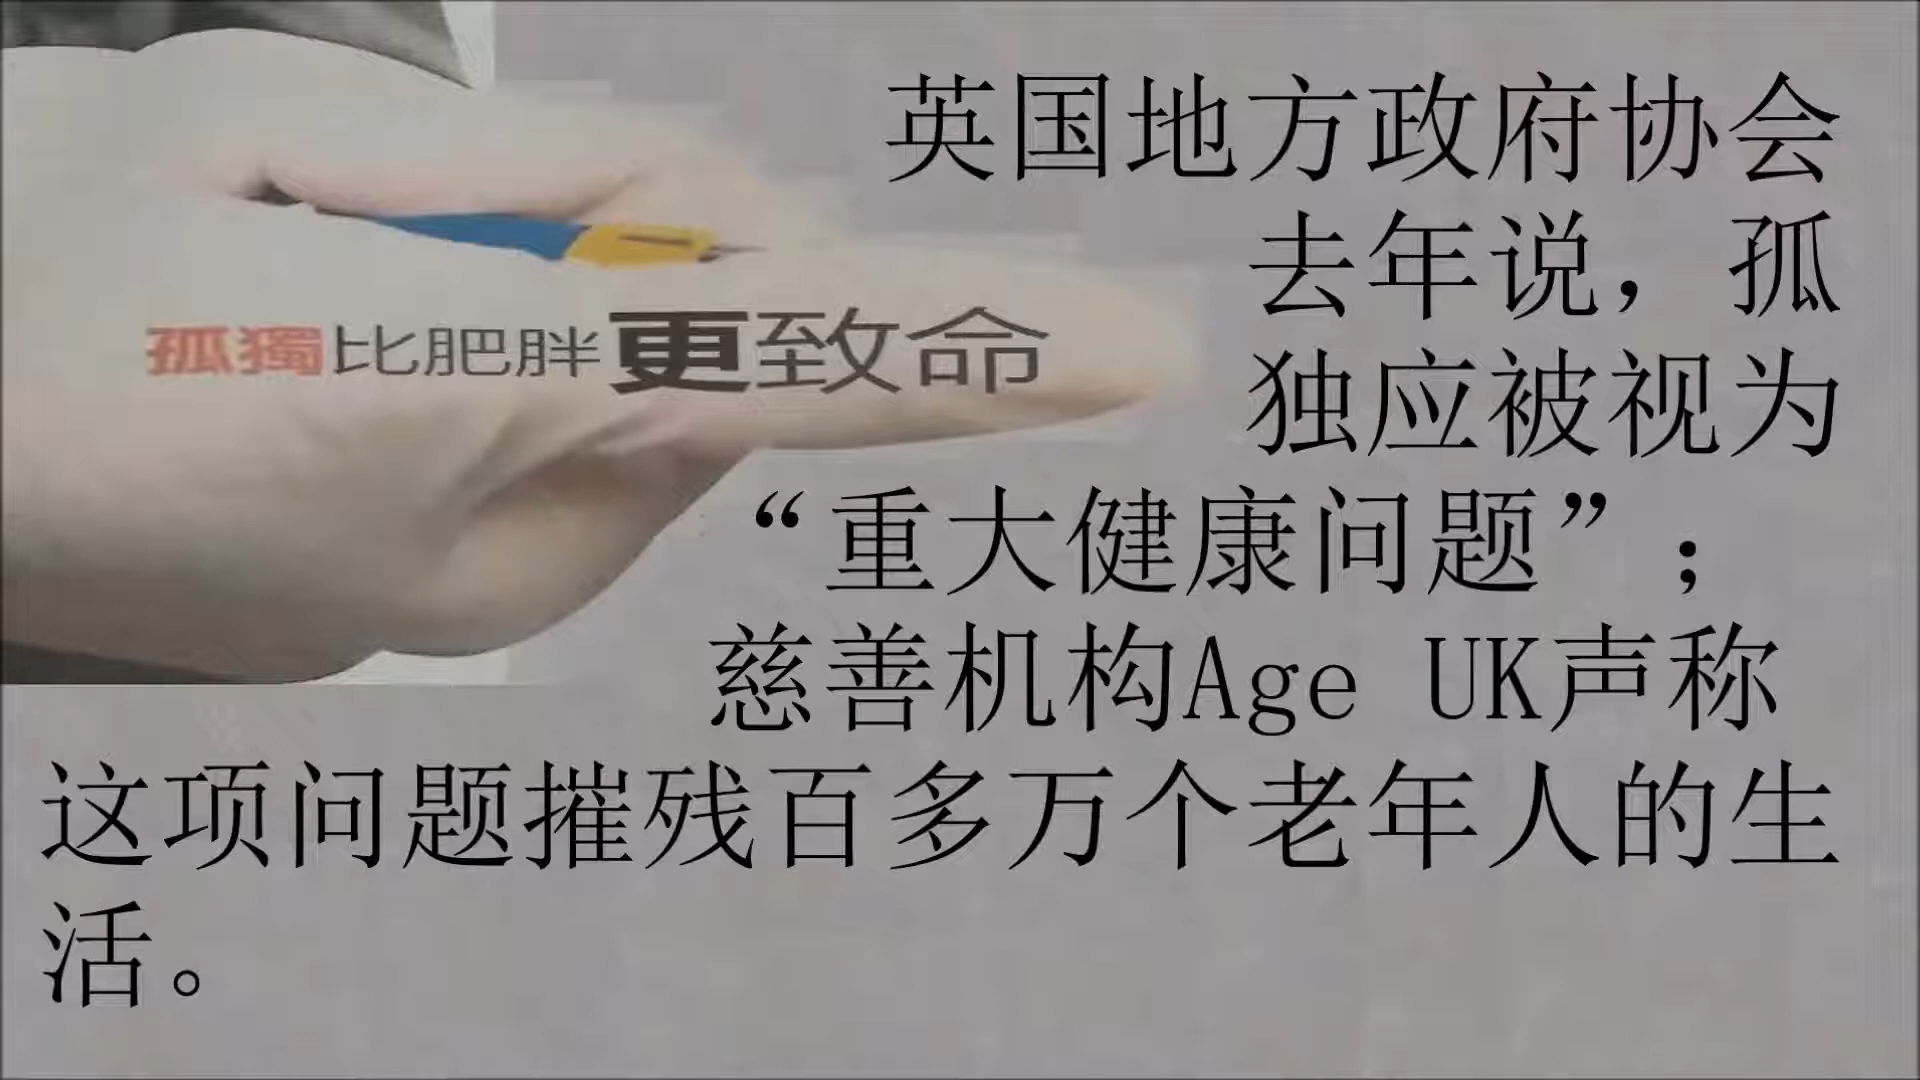 英国地方政府协会
去年说，孤
孤獨比肥胖更致命
独应被视为
“重大健康问题”；
慈善机构Age UK声称
这项问题摧残百多万个老年人的生
活。